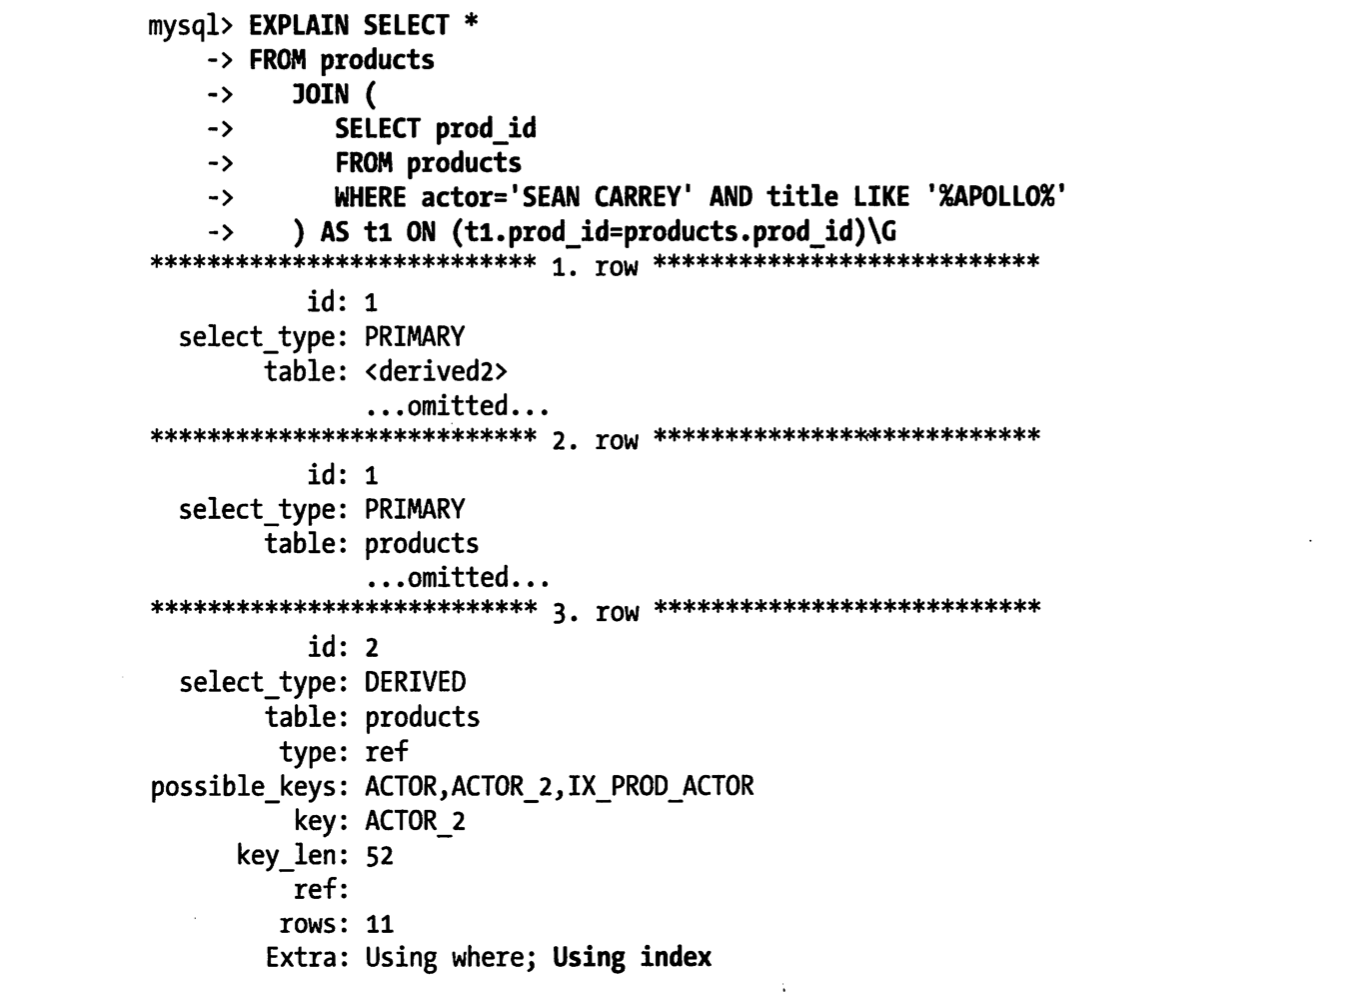 mysql> EXPLAIN SELECT *
    -> FROM products
    ->    JOIN (
    ->       SELECT prod_id
    ->       FROM products
    ->       WHERE actor='SEAN CARREY' AND title LIKE '%APOLLO%'
    ->    ) AS t1 ON (t1.prod_id=products.prod_id)\G
*************************** 1. row ***************************
           id: 1
  select_type: PRIMARY
        table: <derived2>
               ...omitted...
*************************** 2. row ***************************
           id: 1
  select_type: PRIMARY
        table: products
               ...omitted...
*************************** 3. row ***************************
           id: 2
  select_type: DERIVED
        table: products
         type: ref
possible_keys: ACTOR,ACTOR_2,IX_PROD_ACTOR
          key: ACTOR_2
      key_len: 52
          ref:
         rows: 11
        Extra: Using where; Using index